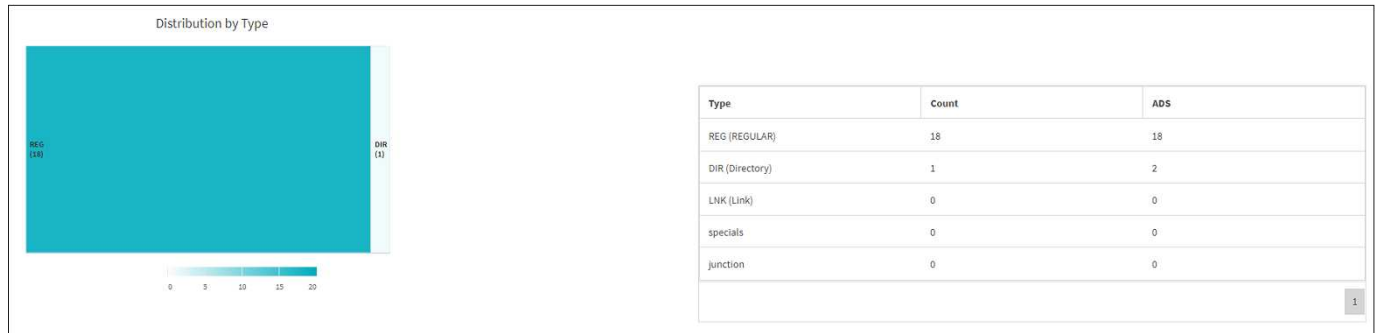 Distribution by Type
REG
(18)
DIR
(1)
0 5 10 15 20
Type Count ADS
REG (REGULAR) 18 18
DIR (Directory) 1 2
LNK (Link) 0 0
specials 0 0
junction 0 0
1